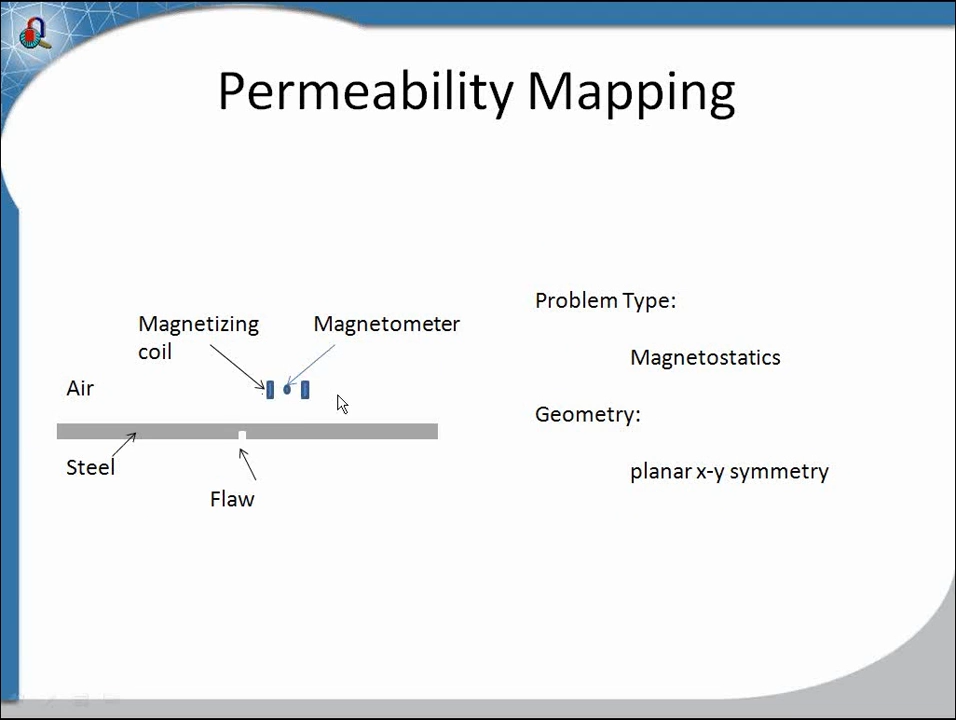 Permeability Mapping
Magnetizing
coil
Magnetometer
Air
Steel
Flaw
Problem Type:
Magnetostatics
Geometry:
planar x-y symmetry